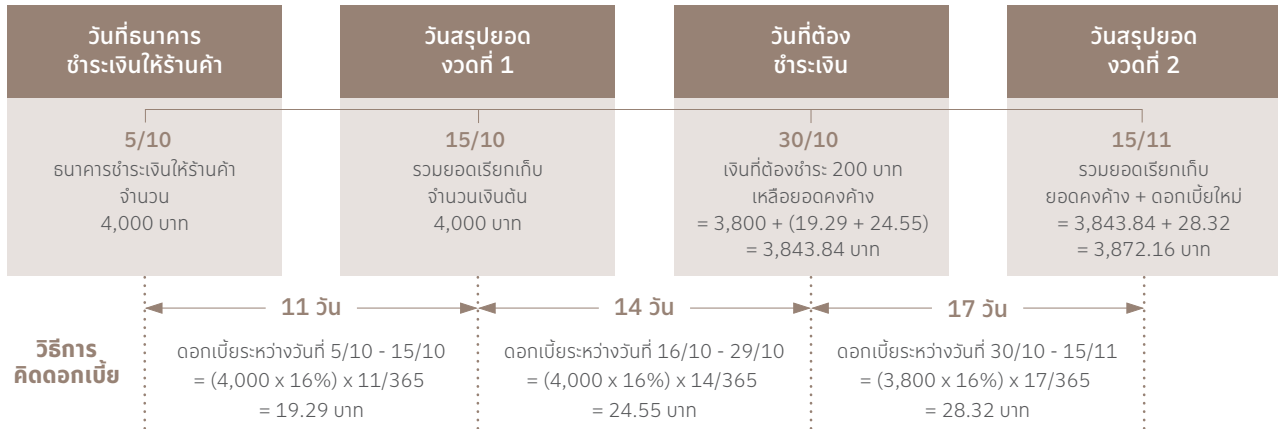 วันที่ธนาคาร
ชำระเงินให้ร้านค้า
วันสรุปยอด
งวดที่ 1
วันที่ต้อง
ชำระเงิน
วันสรุปยอด
งวดที่ 2
5/10
ธนาคารชำระเงินให้ร้านค้า
จำนวน
4,000 บาท
15/10
รวมยอดเรียกเก็บ
จำนวนเงินต้น
4,000 บาท
30/10
เงินที่ต้องชำระ 200 บาท
เหลือยอดคงค้าง
= 3,800 + (19.29 + 24.55)
= 3,843.84 บาท
15/11
รวมยอดเรียกเก็บ
ยอดคงค้าง + ดอกเบี้ยใหม่
= 3,843.84 + 28.32
= 3,872.16 บาท
11 วัน
14 วัน
17 วัน
วิธีการ
คิดดอกเบี้ย
ดอกเบี้ยระหว่างวันที่ 5/10 - 15/10
= (4,000 x 16%) x 11/365
= 19.29 บาท
ดอกเบี้ยระหว่างวันที่ 16/10 - 29/10
= (4,000 x 16%) x 14/365
= 24.55 บาท
ดอกเบี้ยระหว่างวันที่ 30/10 - 15/11
= (3,800 x 16%) x 17/365
= 28.32 บาท